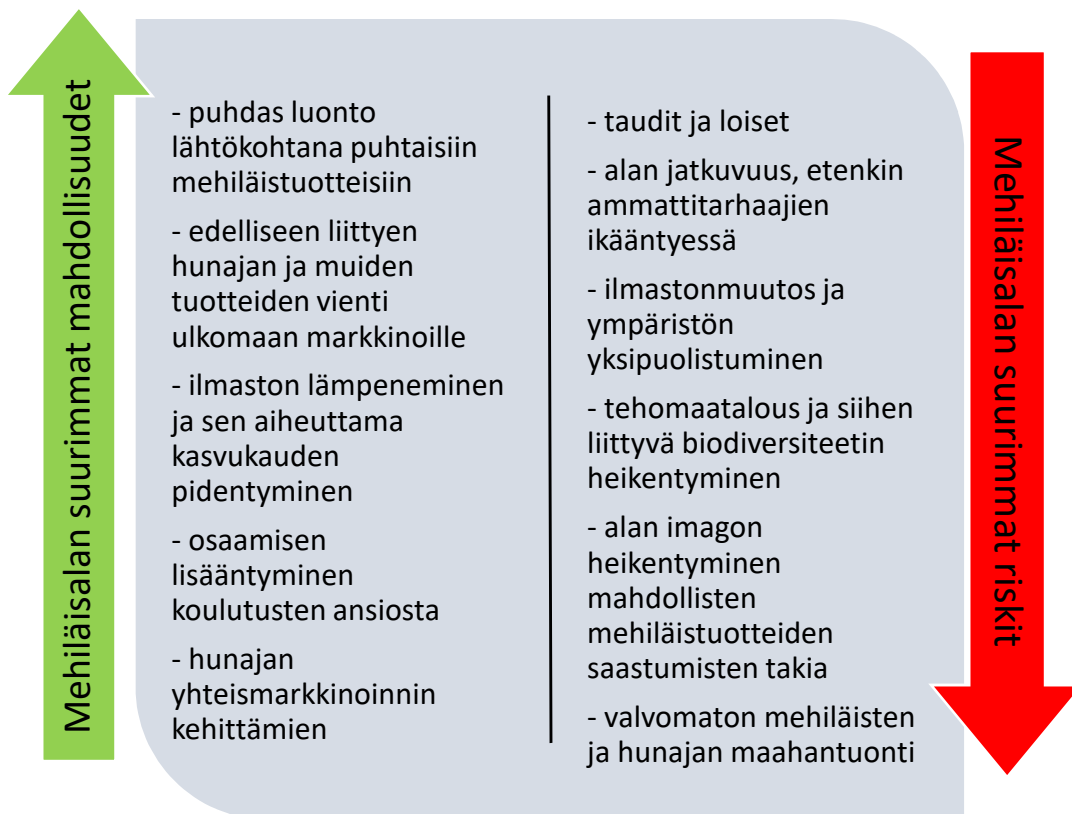 Mehiläisalan suurimmat mahdollisuudet
- puhdas luonto
lähtökohtana puhtaisiin
mehiläistuotteisiin
- edelliseen liittyen
hunajan ja muiden
tuotteiden vienti
ulkomaan markkinoille
- ilmaston lämpeneminen
ja sen aiheuttama
kasvukauden
pidentyminen
- osaamisen
lisääntyminen
koulutusten ansiosta
- hunajan
yhteismarkkinoinnin
kehittämien
- taudit ja loiset
- alan jatkuvuus, etenkin
ammattitarhaajien
ikääntyessä
- ilmastonmuutos ja
ympäristön
yksipuolistuminen
- tehomaatalous ja siihen
liittyvä biodiversiteetin
heikentyminen
- alan imagon
heikentyminen
mahdollisten
mehiläistuotteiden
saastumisten takia
- valvomaton mehiläisten
ja hunajan maahantuonti
Mehiläisalan suurimmat riskit